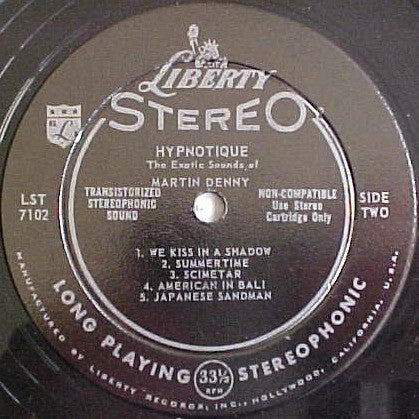 LIBERTY
STEREO
HYPNOTIQUE
The Exotic Sounds of
MARTIN DENNY
LST
7102
TRANSISTORIZED
STEREOPHONIC
SOUND
NON-COMPATIBLE
Use Stereo
Cartridge Only
SIDE
TWO
1. WE KISS IN A SHADOW
2. SUMMERTIME
3. SCIMETAR
4. AMERICAN IN BALI
5. JAPANESE SANDMAN
LONG PLAYING 33⅓ RPM STEREOPHONIC
MANUFACTURED BY LIBERTY RECORDS, INC., HOLLYWOOD, CALIFORNIA, U.S.A.